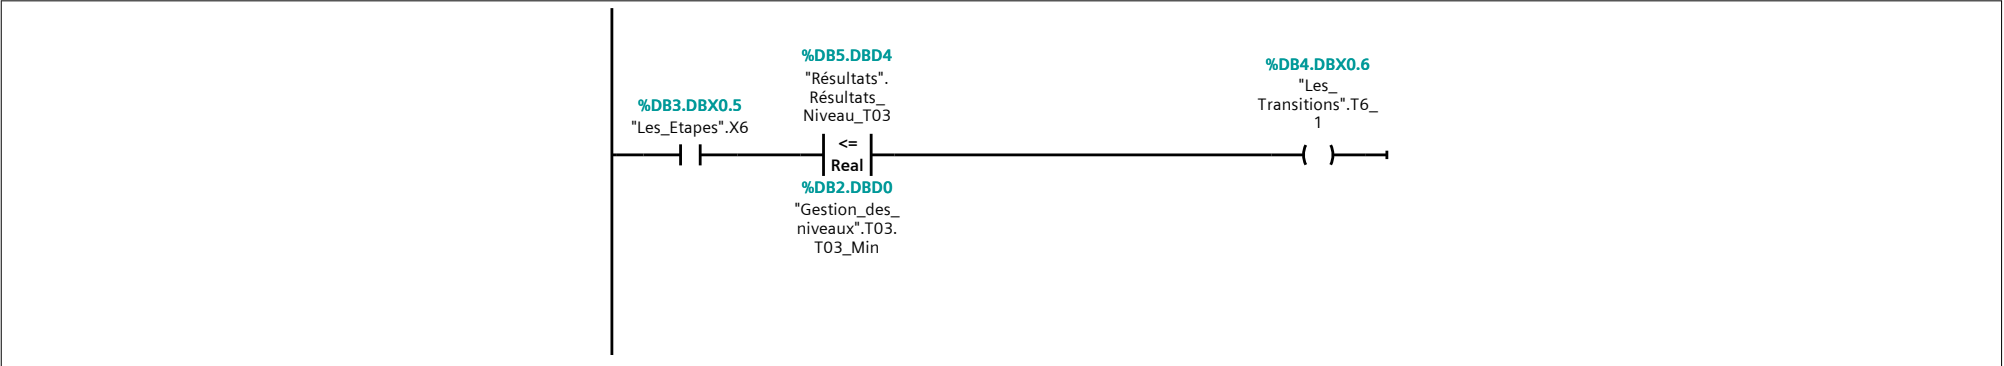 %DB3.DBX0.5
"Les_Etapes".X6
%DB5.DBD4
"Résultats".
Résultats_
Niveau_T03
<=
Real
%DB2.DBD0
"Gestion_des_
niveaux".T03.
T03_Min
%DB4.DBX0.6
"Les_
Transitions".T6_
1